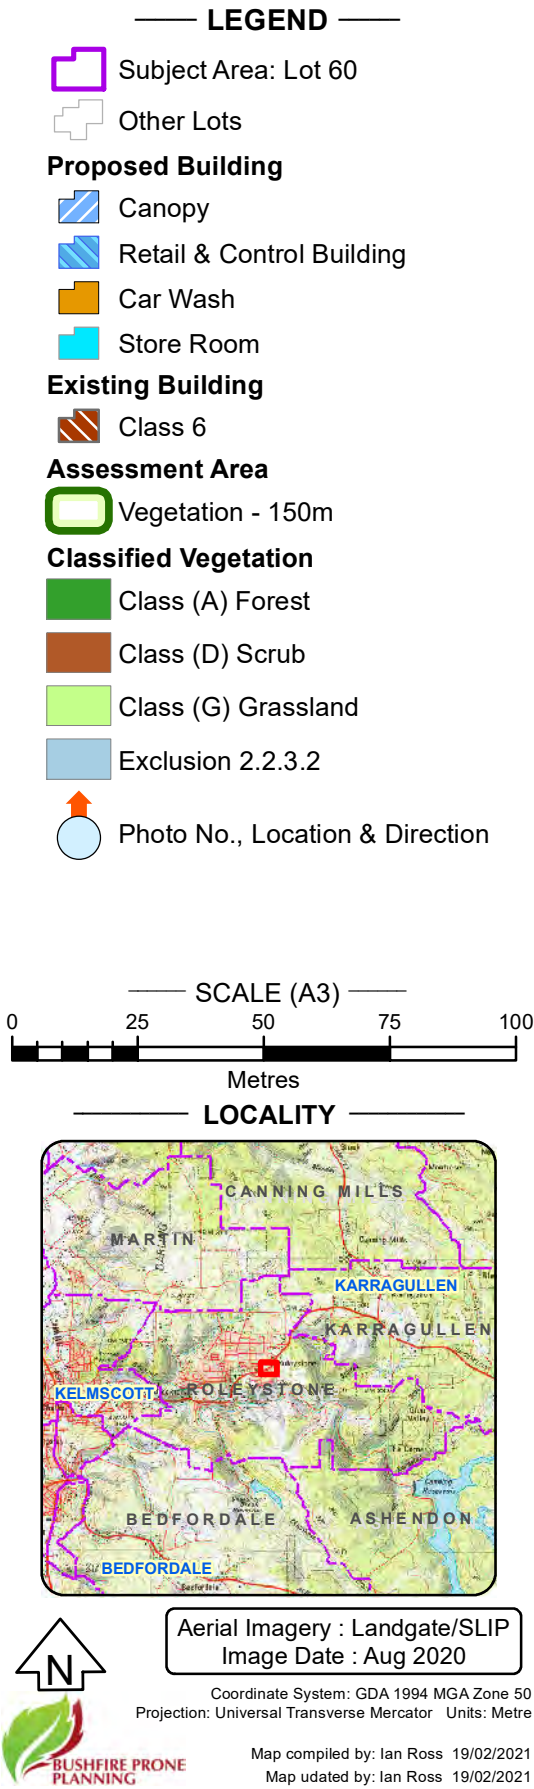 LEGEND
Subject Area: Lot 60
Other Lots
Proposed Building
Canopy
Retail & Control Building
Car Wash
Store Room
Existing Building
Class 6
Assessment Area
Vegetation - 150m
Classified Vegetation
Class (A) Forest
Class (D) Scrub
Class (G) Grassland
Exclusion 2.2.3.2
Photo No., Location & Direction
SCALE (A3)
0 25 50 75 100
Metres
LOCALITY
CANNING MILLS
MARTIN
KARRAGULLEN
KARRAGULLEN
KELMSCOTT
ROLEYSTONE
BEDFORDALE
ASHENDON
BEDFORDALE
Aerial Imagery : Landgate/SLIP
Image Date : Aug 2020
N
Coordinate System: GDA 1994 MGA Zone 50
Projection: Universal Transverse Mercator Units: Metre
BUSHFIRE PRONE
PLANNING
Map compiled by: Ian Ross 19/02/2021
Map udated by: Ian Ross 19/02/2021